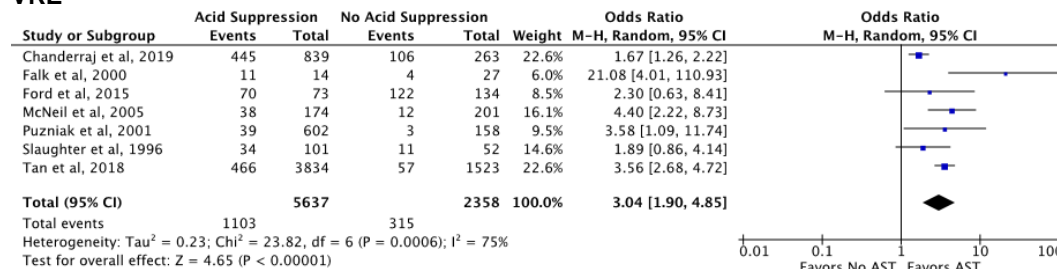 VRE
Acid Suppression No Acid Suppression Odds Ratio Odds Ratio
Study or Subgroup Events Total Events Total Weight M-H, Random, 95% CI M-H, Random, 95% CI
Chanderraj et al, 2019 445 839 106 263 22.6% 1.67 [1.26, 2.22]
Falk et al, 2000 11 14 4 27 6.0% 21.08 [4.01, 110.93]
Ford et al, 2015 70 73 122 134 8.5% 2.30 [0.63, 8.41]
McNeil et al, 2005 38 174 12 201 16.1% 4.40 [2.22, 8.73]
Puzniak et al, 2001 39 602 3 158 9.5% 3.58 [1.09, 11.74]
Slaughter et al, 1996 34 101 11 52 14.6% 1.89 [0.86, 4.14]
Tan et al, 2018 466 3834 57 1523 22.6% 3.56 [2.68, 4.72]
Total (95% CI) 5637 2358 100.0% 3.04 [1.90, 4.85]
Total events 1103 315
Heterogeneity: Tau² = 0.23; Chi² = 23.82, df = 6 (P = 0.0006); I² = 75%
Test for overall effect: Z = 4.65 (P < 0.00001)
0.01 0.1 1 10 100
Favors No AST Favors AST